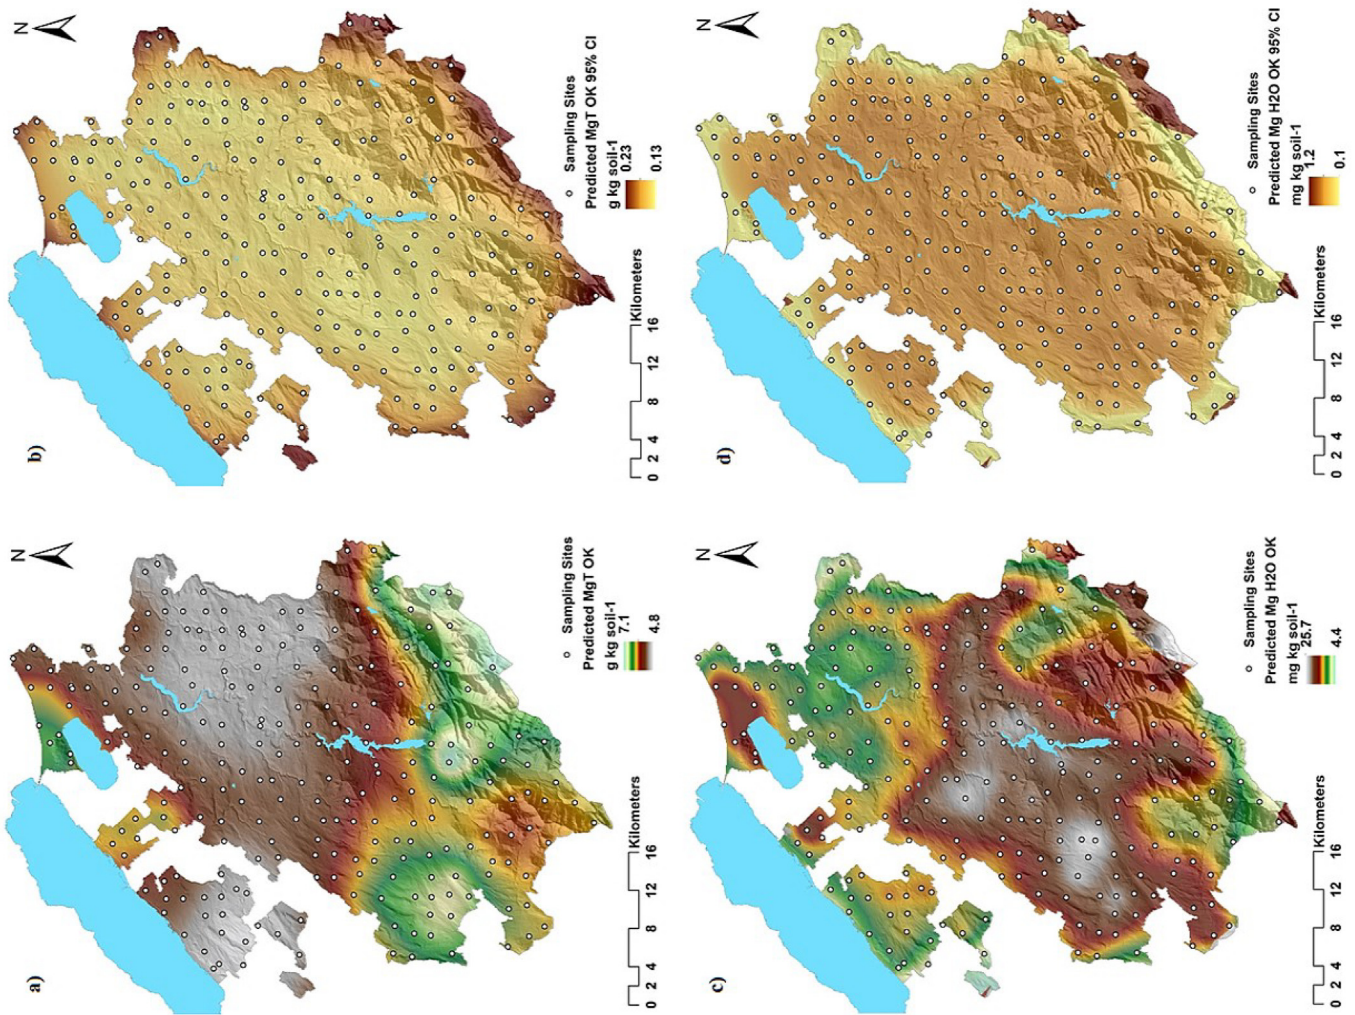 b)
N
Sampling Sites
Predicted MgT OK 95% CI
g kg soil-1
0.23
0.13
Kilometers
0 2 4 8 12 16
d)
N
Sampling Sites
Predicted Mg H2O OK 95% CI
mg kg soil-1
1.2
0.1
Kilometers
0 2 4 8 12 16
a)
N
Sampling Sites
Predicted MgT OK
g kg soil-1
7.1
4.8
Kilometers
0 2 4 8 12 16
c)
N
Sampling Sites
Predicted Mg H2O OK
mg kg soil-1
25.7
4.4
Kilometers
0 2 4 8 12 16